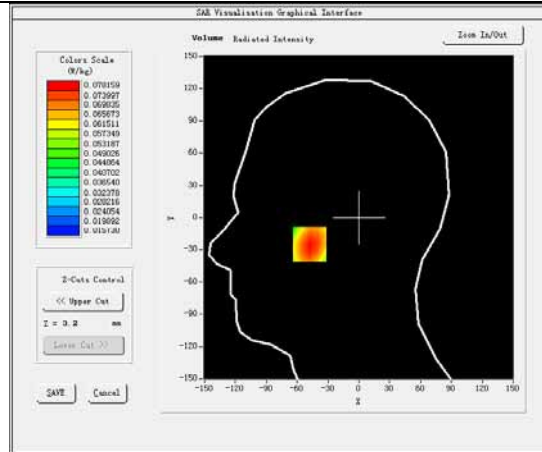 SAR Visualisation Graphical Interface
Volume Radiated Intensity
Zoom In/Out
Colors Scale
(W/kg)
0.078159
0.073997
0.069835
0.065673
0.061511
0.057349
0.053187
0.049026
0.044864
0.040702
0.036540
0.032378
0.028216
0.024054
0.019892
0.015730
Z-Cuts Control
<< Upper Cut
Z = 3.2 mm
Lower Cut >>
SAVE Cancel
150-
120-
90-
60-
30-
0-
-30-
-60-
-90-
-120-
-150-
Y
-150 -120 -90 -60 -30 0 30 60 90 120 150
X